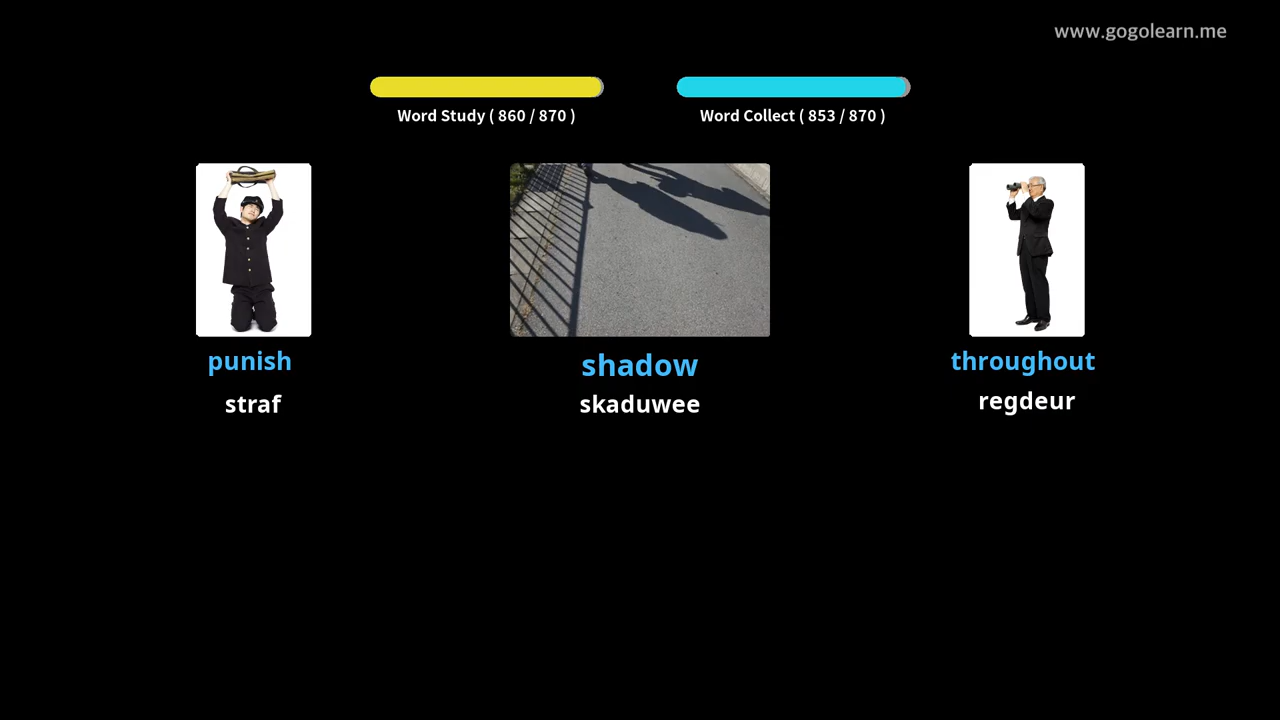 www.gogolearn.me
Word Study ( 860 / 870 )
Word Collect ( 853 / 870 )
punish
straf
shadow
skaduwee
throughout
regdeur